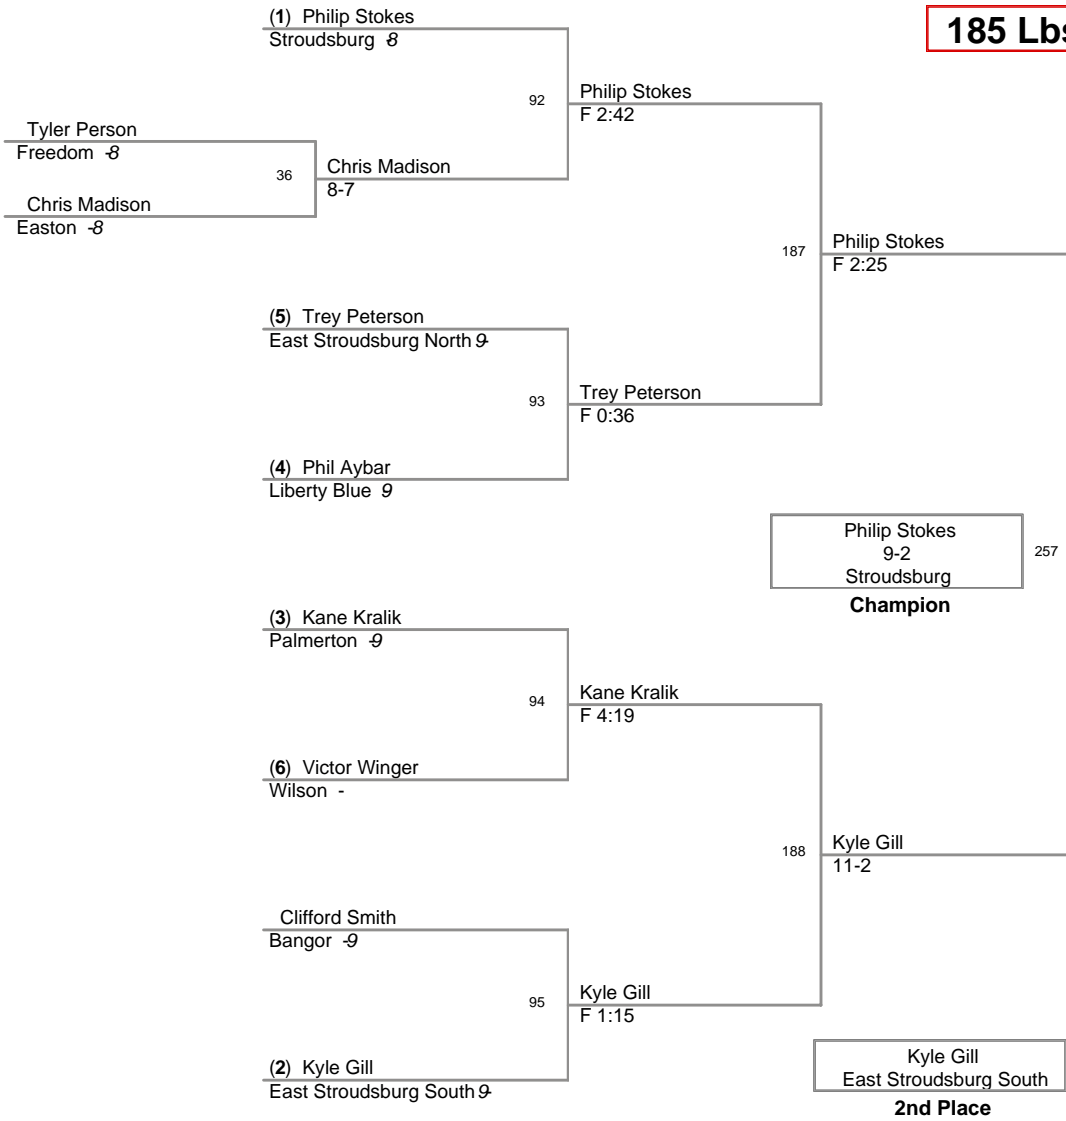 (1) Philip Stokes
Stroudsburg -8
185 Lbs
92
Philip Stokes
F 2:42
Tyler Person
Freedom -8
36
Chris Madison
8-7
Chris Madison
Easton -8
187
Philip Stokes
F 2:25
(5) Trey Peterson
East Stroudsburg North 9-
93
Trey Peterson
F 0:36
(4) Phil Aybar
Liberty Blue 9
Philip Stokes
9-2
Stroudsburg
257
Champion
(3) Kane Kralik
Palmerton -9
94
Kane Kralik
F 4:19
(6) Victor Winger
Wilson -
188
Kyle Gill
11-2
Clifford Smith
Bangor -9
95
Kyle Gill
F 1:15
(2) Kyle Gill
East Stroudsburg South 9-
Kyle Gill
East Stroudsburg South
2nd Place